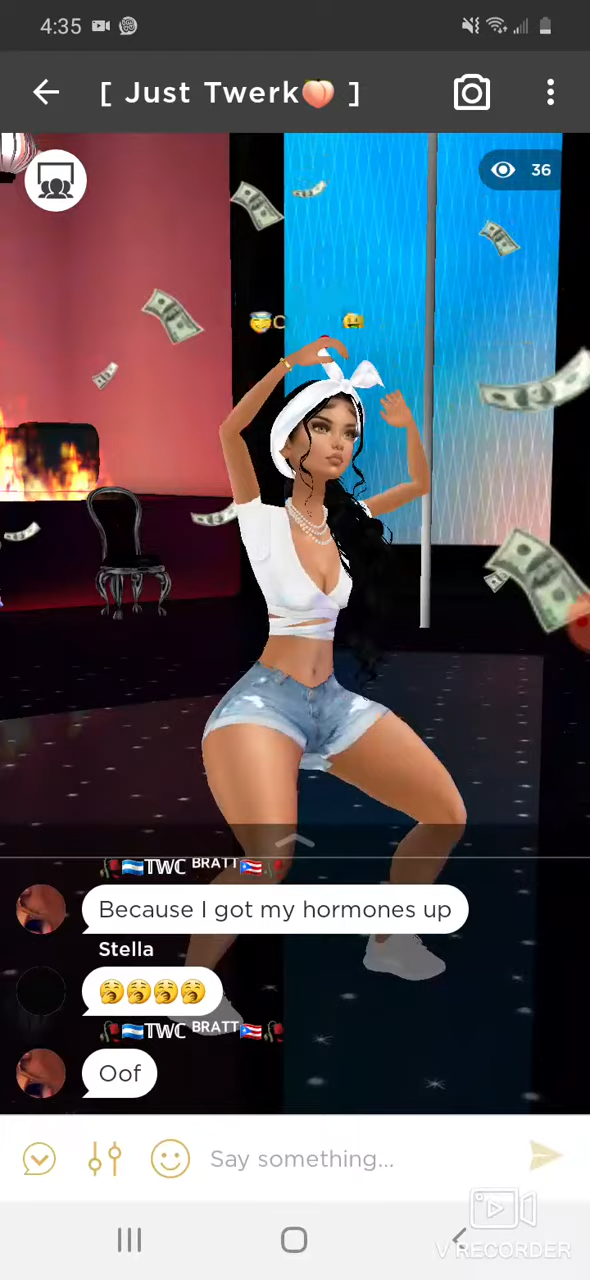 4:35
[ Just Twerk🍑 ]
36
🥀🇭🇳TWC ᴮᴿᴬᵀᵀ🇵🇷🥀
Because I got my hormones up
Stella
🥱🥱🥱🥱
🥀🇭🇳TWC ᴮᴿᴬᵀᵀ🇵🇷🥀
Oof
Say something...
V RECORDER